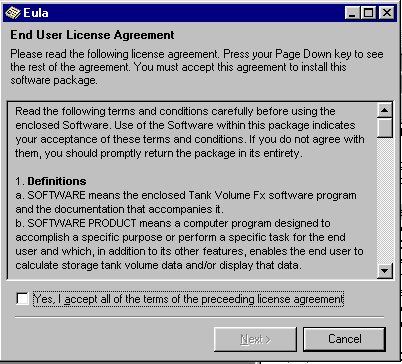 Eula
End User License Agreement
Please read the following license agreement. Press your Page Down key to see
the rest of the agreement. You must accept this agreement to install this
software package.
Read the following terms and conditions carefully before using the
enclosed Software. Use of the Software within this package indicates
your acceptance of these terms and conditions. If you do not agree with
them, you should promptly return the package in its entirety.
1. Definitions
a. SOFTWARE means the enclosed Tank Volume Fx software program
and the documentation that accompanies it.
b. SOFTWARE PRODUCT means a computer program designed to
accomplish a specific purpose or perform a specific task for the end
user and which, in addition to its other features, enables the end user to
calculate storage tank volume data and/or display that data.
Yes, I accept all of the terms of the preceeding license agreement
Next >
Cancel